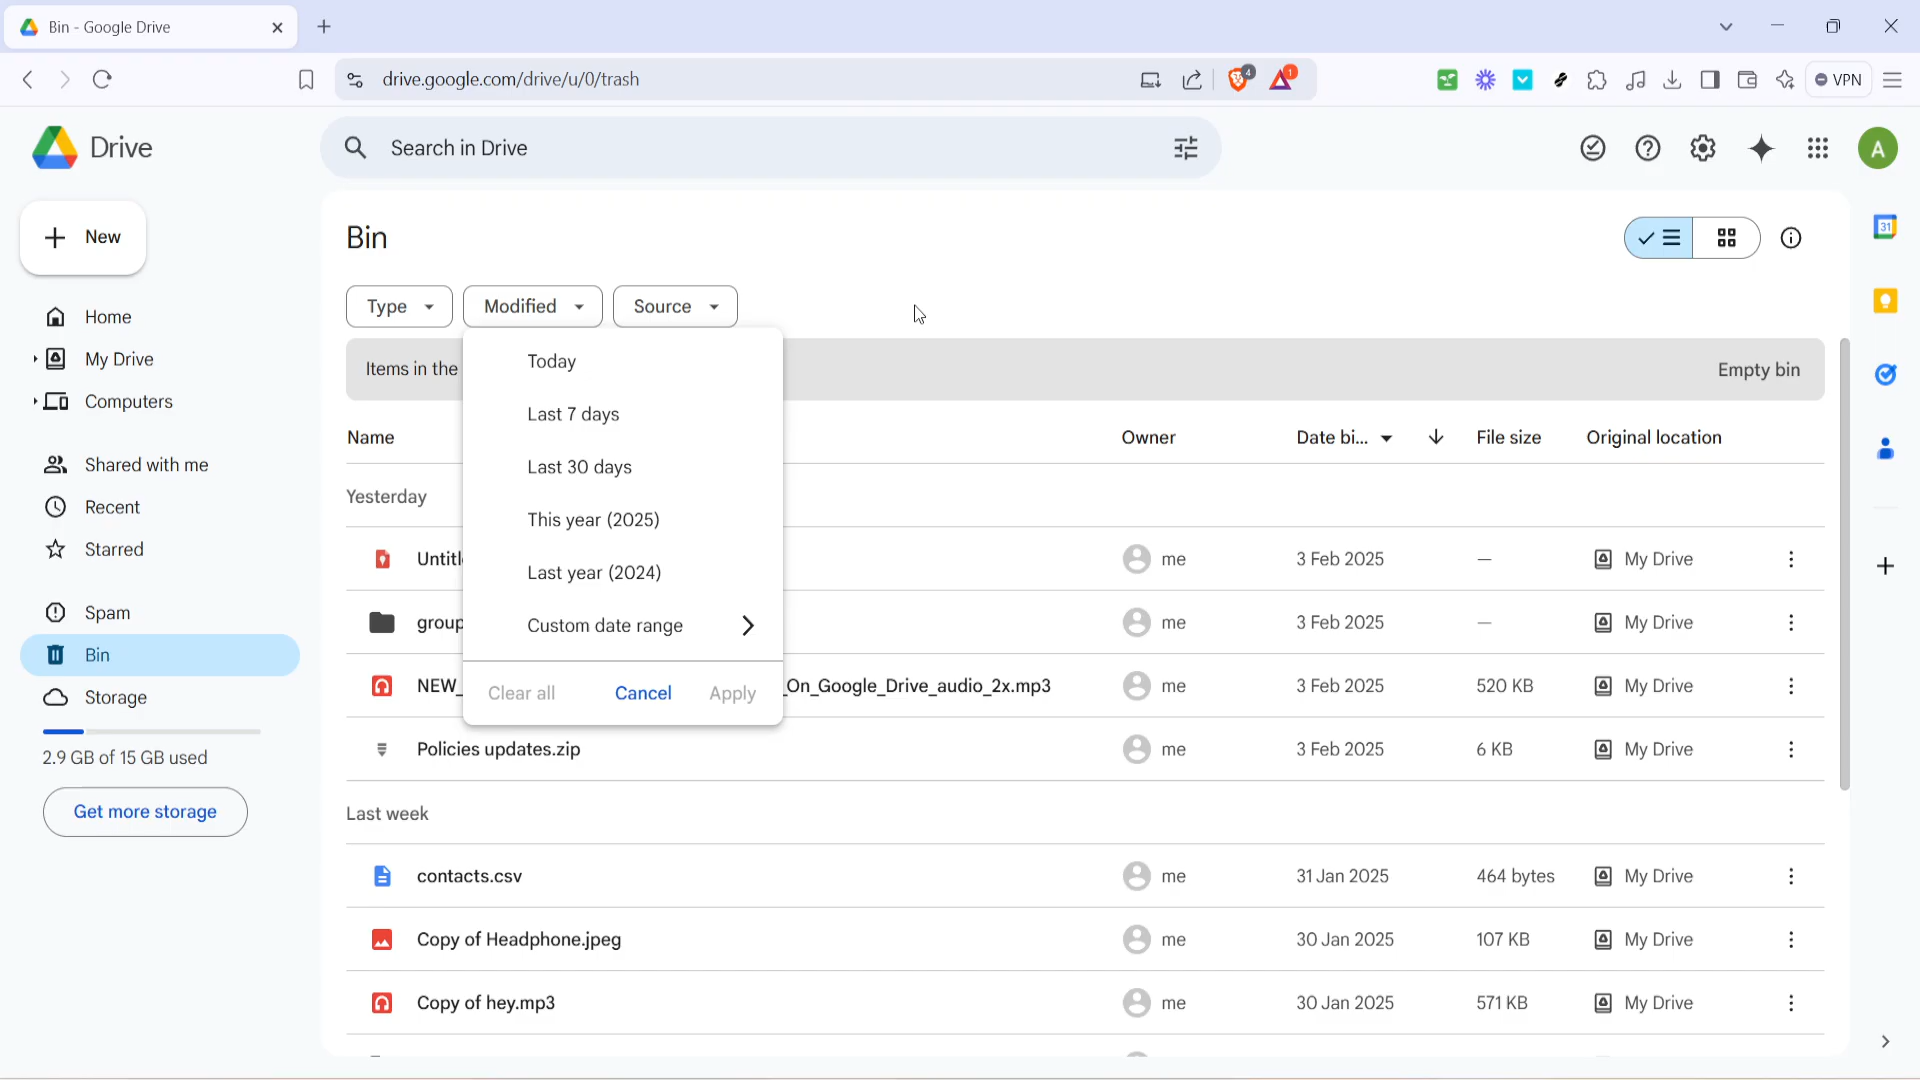 Bin - Google Drive
drive.google.com/drive/u/0/trash
4
1
VPN
Drive
Search in Drive
A
New
Bin
31
Type
Modified
Source
Home
My Drive
Computers
Shared with me
Recent
Starred
Spam
Bin
Storage
2.9 GB of 15 GB used
Get more storage
Items in the
Empty bin
Today
Last 7 days
Last 30 days
This year (2025)
Last year (2024)
Custom date range
Clear all Cancel Apply
Name Owner Date bi... File size Original location
Yesterday
Untitl me 3 Feb 2025 — My Drive
group me 3 Feb 2025 — My Drive
NEW_ _On_Google_Drive_audio_2x.mp3 me 3 Feb 2025 520 KB My Drive
Policies updates.zip me 3 Feb 2025 6 KB My Drive
Last week
contacts.csv me 31 Jan 2025 464 bytes My Drive
Copy of Headphone.jpeg me 30 Jan 2025 107 KB My Drive
Copy of hey.mp3 me 30 Jan 2025 571 KB My Drive